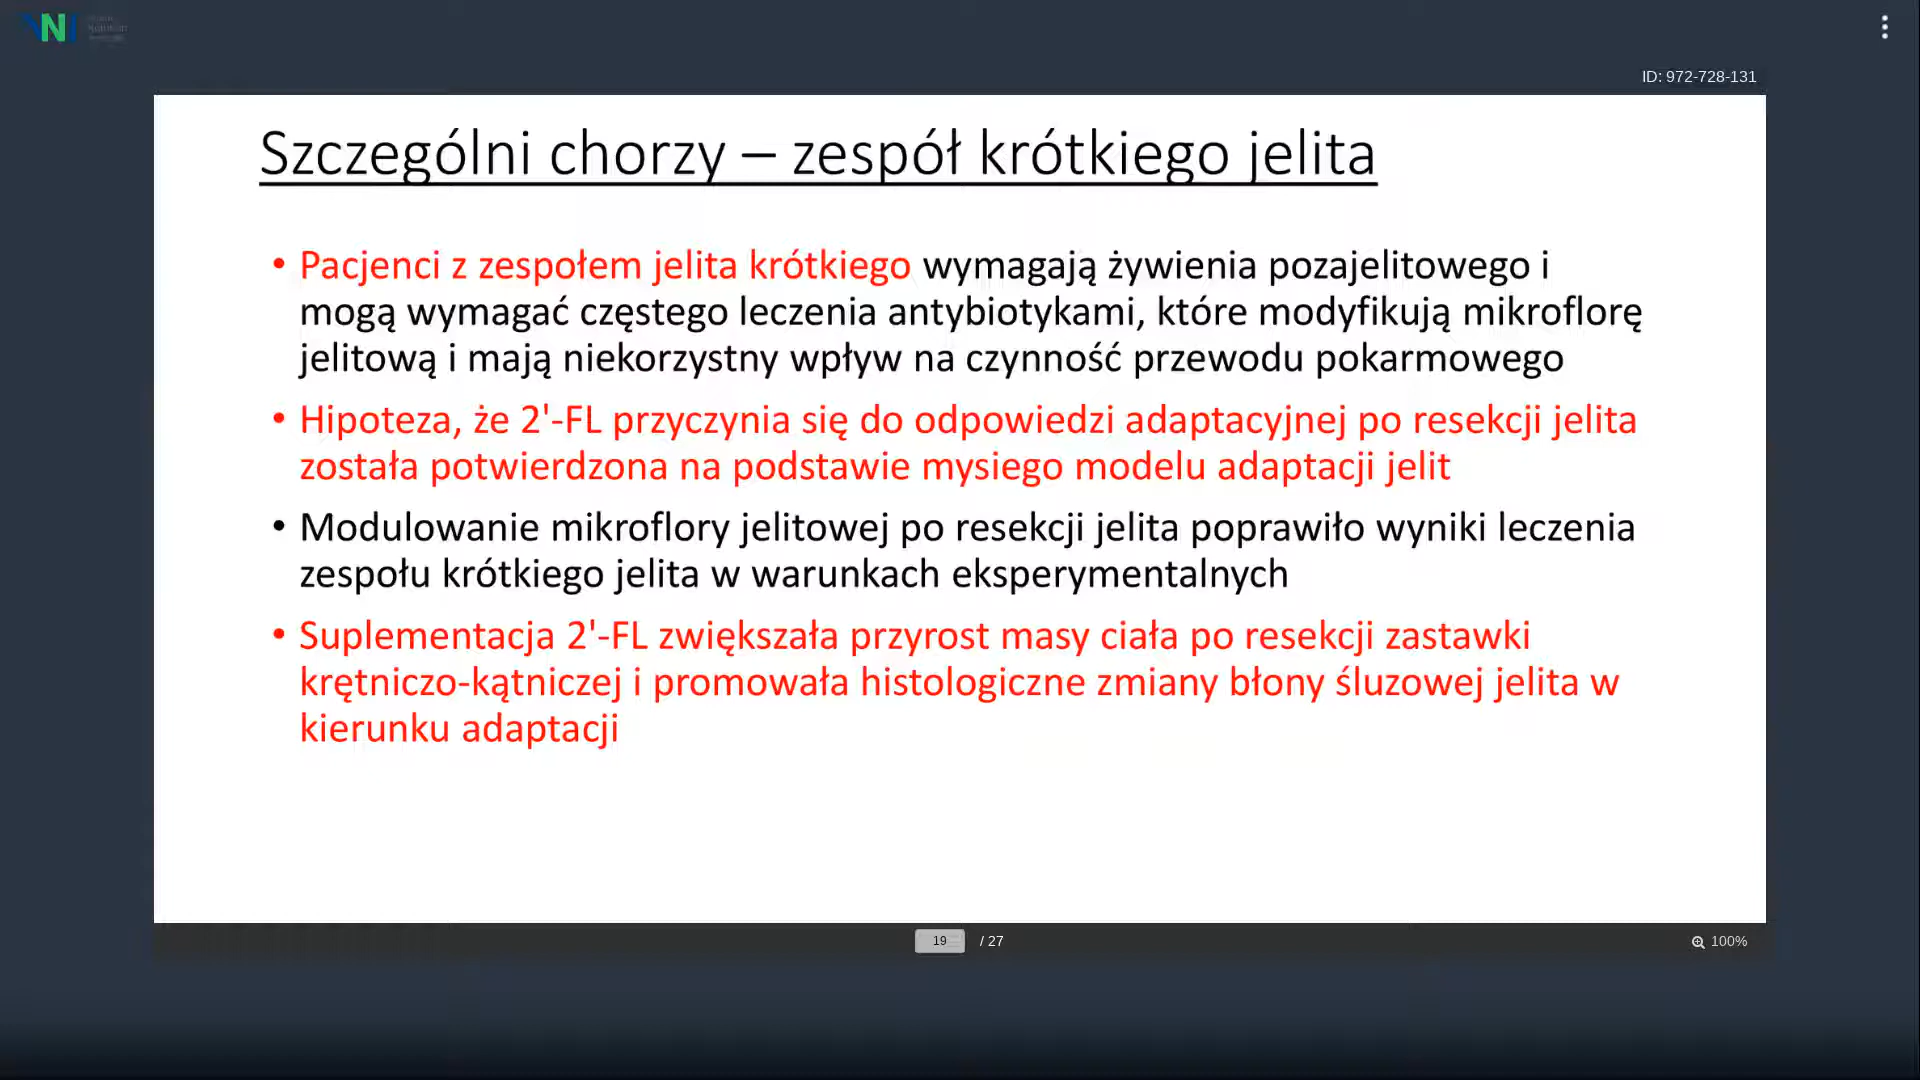 ID: 972-728-131
Szczególni chorzy – zespół krótkiego jelita
• Pacjenci z zespołem jelita krótkiego wymagają żywienia pozajelitowego i
mogą wymagać częstego leczenia antybiotykami, które modyfikują mikroflorę
jelitową i mają niekorzystny wpływ na czynność przewodu pokarmowego
• Hipoteza, że 2'-FL przyczynia się do odpowiedzi adaptacyjnej po resekcji jelita
została potwierdzona na podstawie mysiego modelu adaptacji jelit
• Modulowanie mikroflory jelitowej po resekcji jelita poprawiło wyniki leczenia
zespołu krótkiego jelita w warunkach eksperymentalnych
• Suplementacja 2'-FL zwiększała przyrost masy ciała po resekcji zastawki
krętniczo-kątniczej i promowała histologiczne zmiany błony śluzowej jelita w
kierunku adaptacji
19 / 27
100%